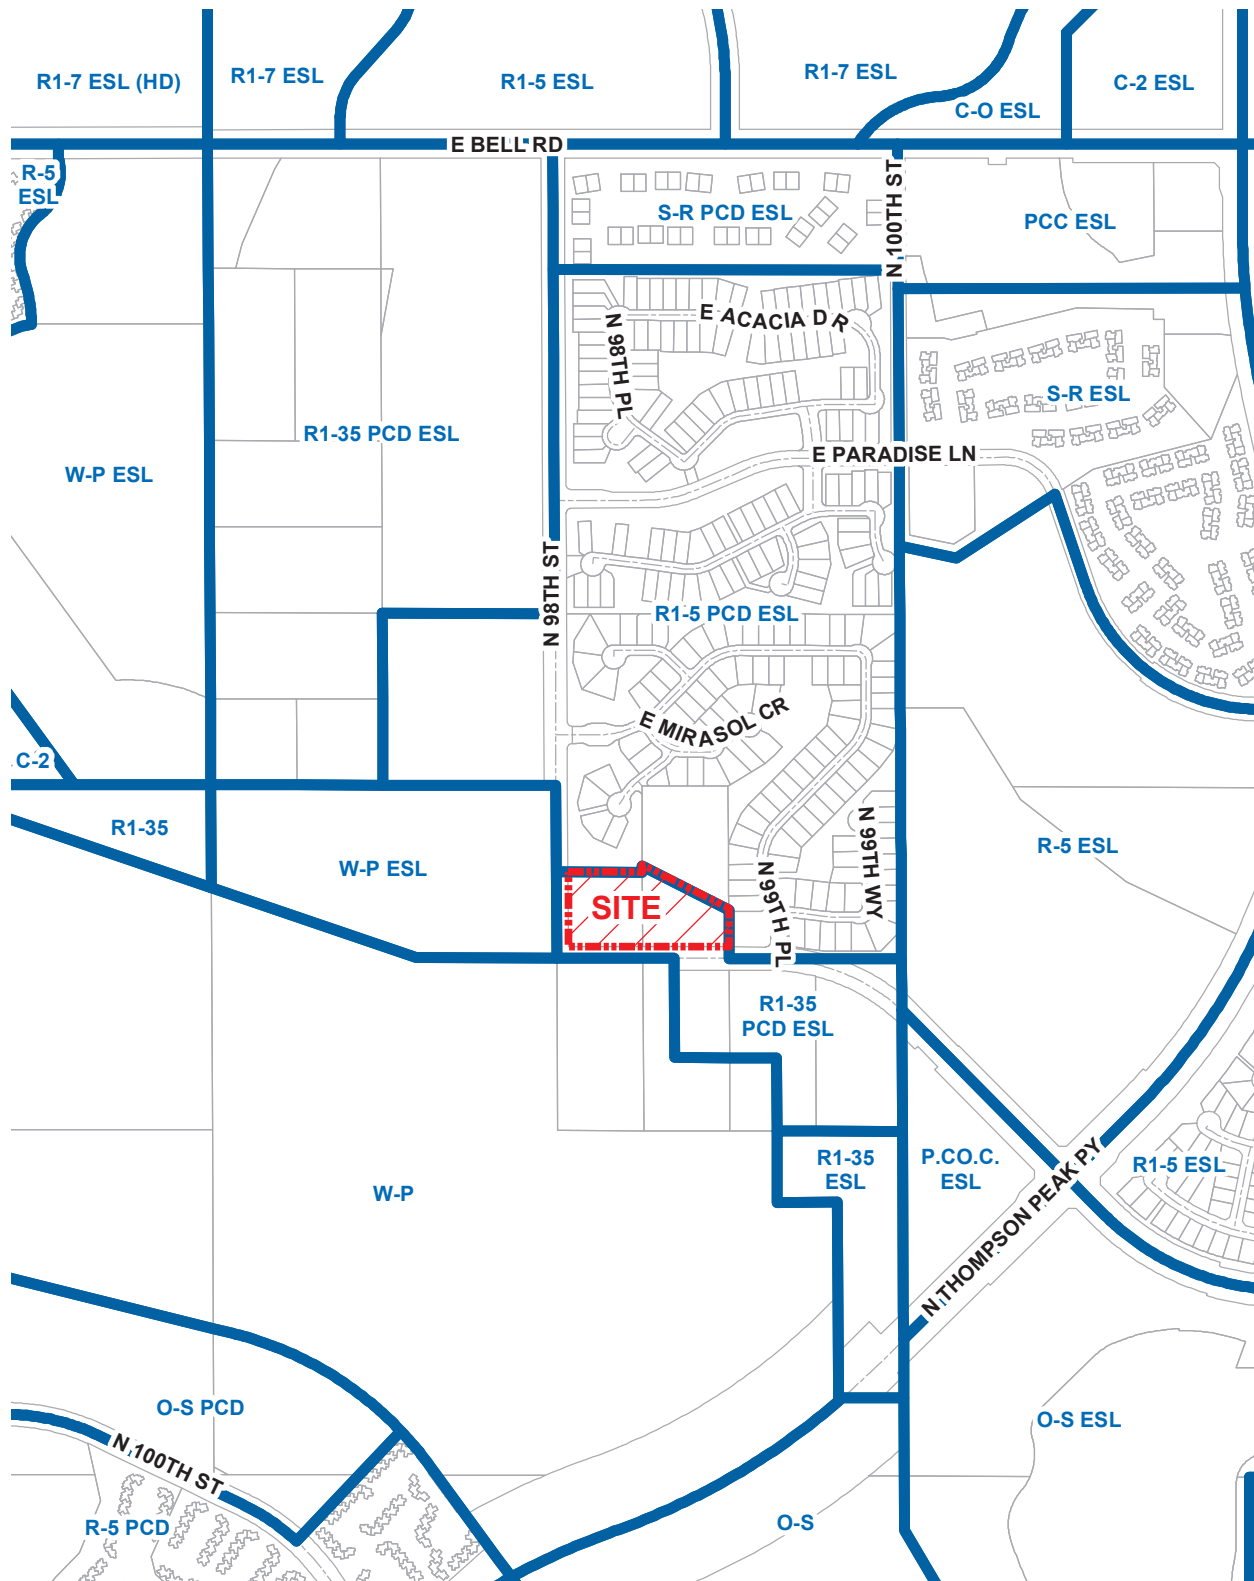 R1-7 ESL (HD)
R1-7 ESL
R1-5 ESL
R1-7 ESL
C-O ESL
C-2 ESL
E BELL RD
R-5
ESL
S-R PCD ESL
N 100TH ST
PCC ESL
E ACACIA DR
N 98TH PL
S-R ESL
R1-35 PCD ESL
E PARADISE LN
W-P ESL
N 98TH ST
R1-5 PCD ESL
E MIRASOL CR
C-2
R1-35
W-P ESL
N 99TH WY
R-5 ESL
SITE
N 99TH PL
R1-35
PCD ESL
R1-35
ESL
P.CO.C.
ESL
R1-5 ESL
W-P
N THOMPSON PEAK PY
O-S PCD
O-S ESL
N 100TH ST
R-5 PCD
O-S